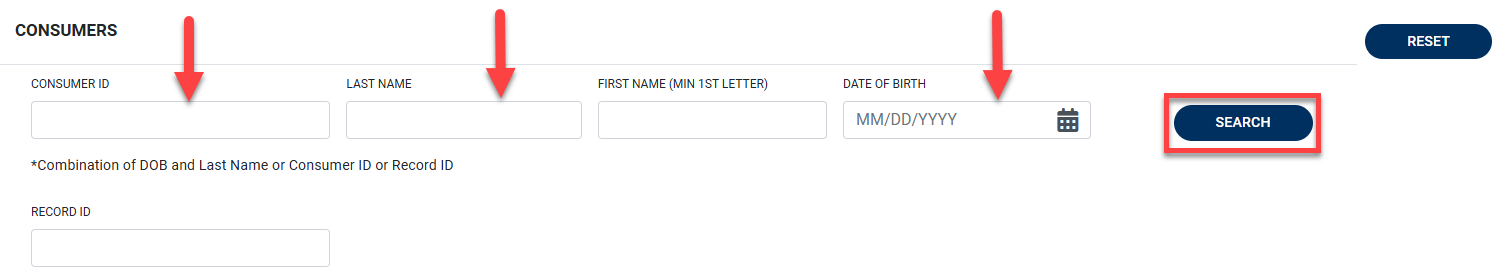 CONSUMERS
RESET
CONSUMER ID
LAST NAME
FIRST NAME (MIN 1ST LETTER)
DATE OF BIRTH
MM/DD/YYYY
SEARCH
*Combination of DOB and Last Name or Consumer ID or Record ID
RECORD ID